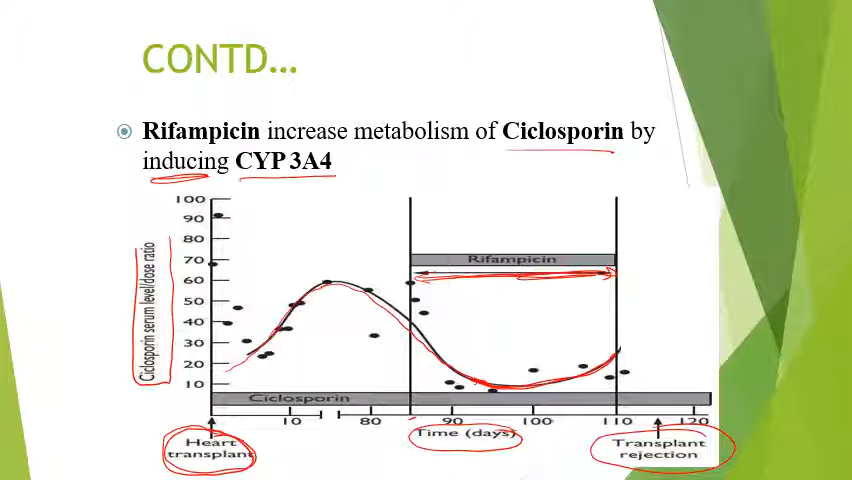 CONTD...
Rifampicin increase metabolism of Ciclosporin by
inducing CYP 3A4
100
90
80
70
60
50
40
30
20
10
Ciclosporin serum level/dose ratio
Rifampicin
Ciclosporin
10 80 90 100 110 120
Time (days)
Heart
transplant
Transplant
rejection